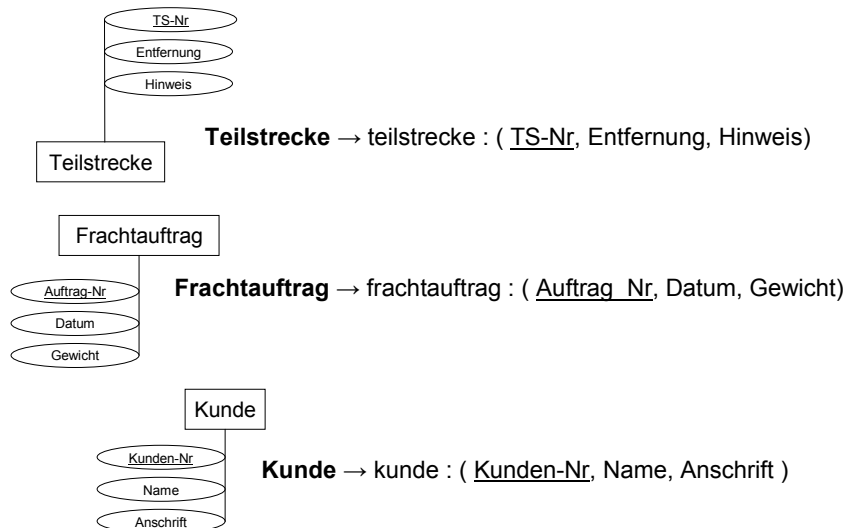 TS-Nr
Entfernung
Hinweis
Teilstrecke
Teilstrecke → teilstrecke : ( TS-Nr, Entfernung, Hinweis)
Frachtauftrag
Auftrag-Nr
Datum
Gewicht
Frachtauftrag → frachtauftrag : ( Auftrag_Nr, Datum, Gewicht)
Kunde
Kunden-Nr
Name
Anschrift
Kunde → kunde : ( Kunden-Nr, Name, Anschrift )